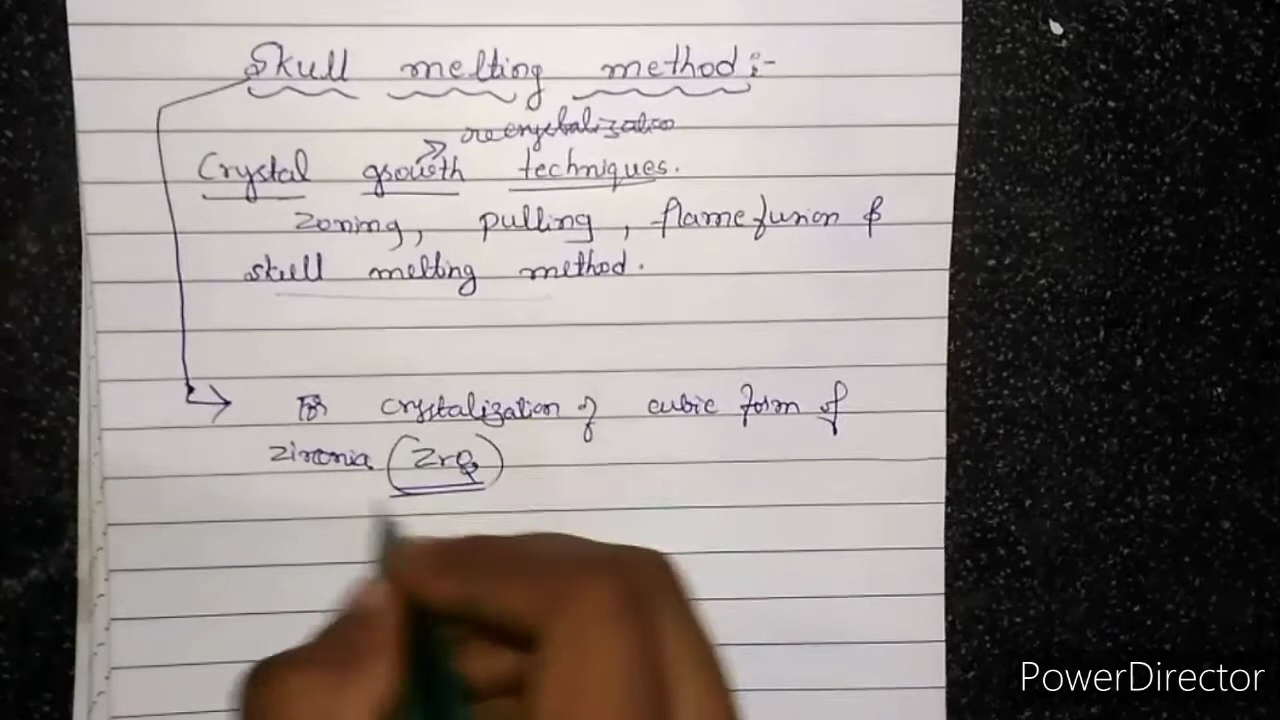 Skull melting method :-
recrystalization
Crystal growth techniques.
Zoning, pulling, flame fusion &
skull melting method.
For crystalization of cubic form of
zirconia (ZrO2)
PowerDirector